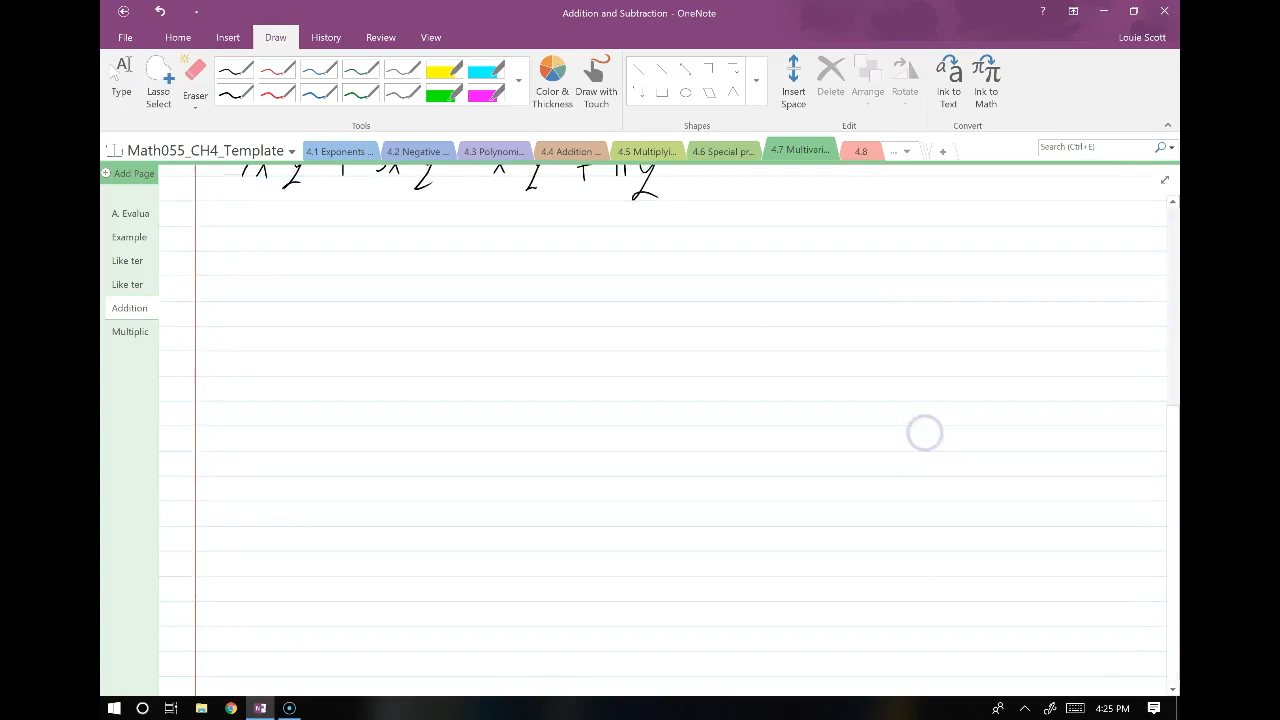 Addition and Subtraction - OneNote
?
File Home Insert Draw History Review View Louie Scott
Type Lasso Select Eraser Color & Thickness Draw with Touch Insert Space Delete Arrange Rotate Ink to Text Ink to Math
Tools Shapes Edit Convert
Math055_CH4_Template 4.1 Exponents ... 4.2 Negative ... 4.3 Polynomi... 4.4 Addition ... 4.5 Multiplyi... 4.6 Special pr... 4.7 Multivari... 4.8 ... Search (Ctrl+E)
Add Page
A. Evalua
Example
Like ter
Like ter
Addition
Multiplic
4:25 PM